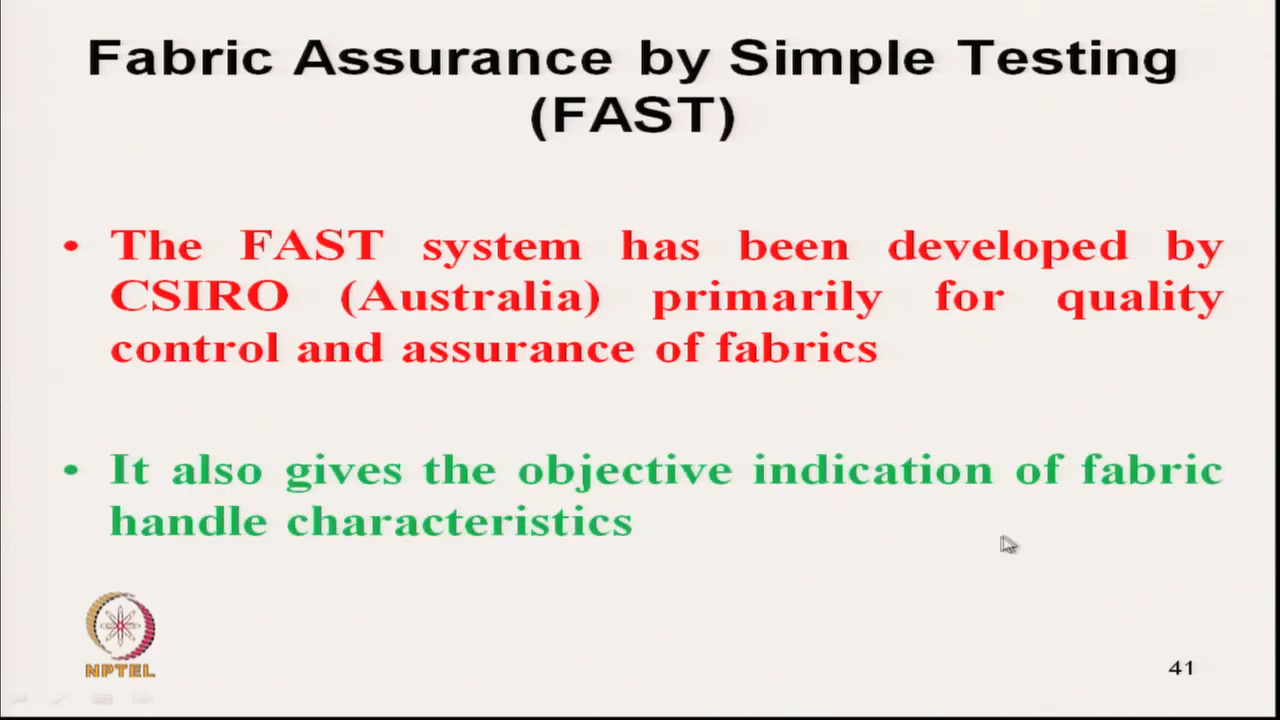 Fabric Assurance by Simple Testing
(FAST)
• The FAST system has been developed by
CSIRO (Australia) primarily for quality
control and assurance of fabrics
• It also gives the objective indication of fabric
handle characteristics
NPTEL
41